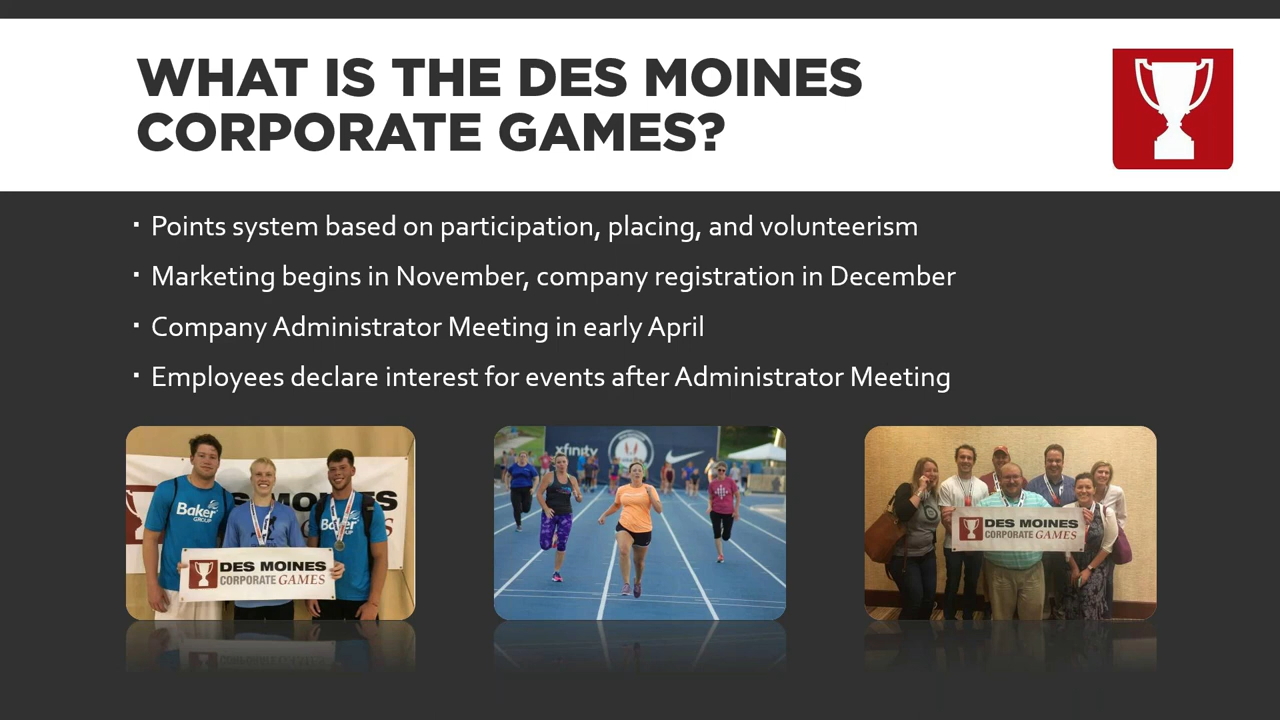 WHAT IS THE DES MOINES
CORPORATE GAMES?
▪ Points system based on participation, placing, and volunteerism
▪ Marketing begins in November, company registration in December
▪ Company Administrator Meeting in early April
▪ Employees declare interest for events after Administrator Meeting
Baker
GROUP
Baker
GROUP
DES MOINES
CORPORATE GAMES
xfinity
DES MOINES
CORPORATE GAMES